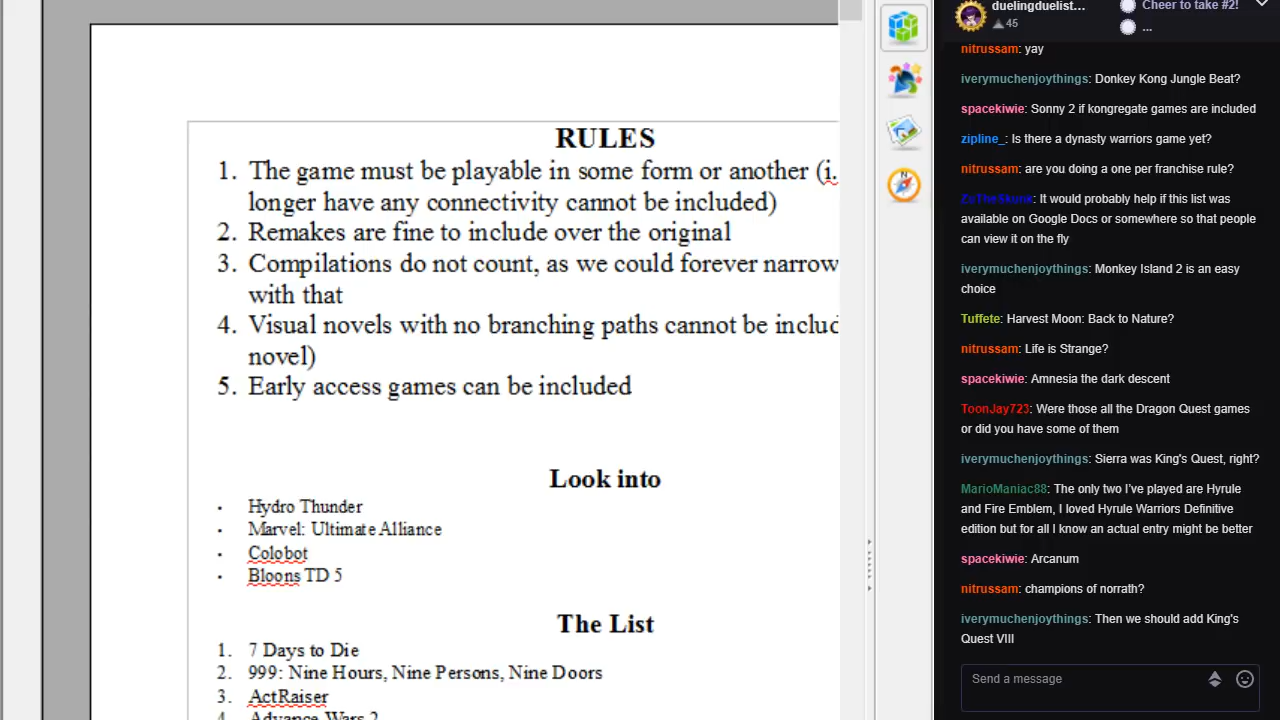 RULES
1. The game must be playable in some form or another (i.
longer have any connectivity cannot be included)
2. Remakes are fine to include over the original
3. Compilations do not count, as we could forever narrow
with that
4. Visual novels with no branching paths cannot be includ
novel)
5. Early access games can be included
Look into
· Hydro Thunder
· Marvel: Ultimate Alliance
· Colobot
· Bloons TD 5
The List
1. 7 Days to Die
2. 999: Nine Hours, Nine Persons, Nine Doors
3. ActRaiser
4. Advance Wars 2
duelingduelist...
45
Cheer to take #2!
...
nitrussam: yay
iverymuchenjoythings: Donkey Kong Jungle Beat?
spacekiwie: Sonny 2 if kongregate games are included
zipline_: Is there a dynasty warriors game yet?
nitrussam: are you doing a one per franchise rule?
ZuTheSkunk: It would probably help if this list was
available on Google Docs or somewhere so that people
can view it on the fly
iverymuchenjoythings: Monkey Island 2 is an easy
choice
Tuffete: Harvest Moon: Back to Nature?
nitrussam: Life is Strange?
spacekiwie: Amnesia the dark descent
ToonJay723: Were those all the Dragon Quest games
or did you have some of them
iverymuchenjoythings: Sierra was King's Quest, right?
MarioManiac88: The only two I've played are Hyrule
and Fire Emblem, I loved Hyrule Warriors Definitive
edition but for all I know an actual entry might be better
spacekiwie: Arcanum
nitrussam: champions of norrath?
iverymuchenjoythings: Then we should add King's
Quest VIII
Send a message